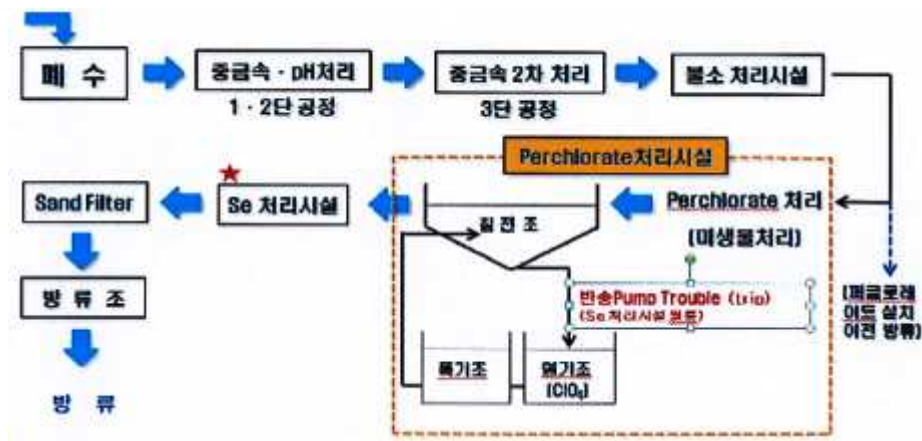 폐 수
중금속 · pH처리
1 · 2단 공정
중금속 2차 처리
3단 공정
불소 처리시설
Perchlorate처리시설
Sand Filter
Se 처리시설
침 전 조
Perchlorate 처리
(미생물처리)
방 류 조
반송Pump Trouble (trip)
(Se 처리시설
(퍼클로레
이트 설치
이전 방류)
폭기조
혐기조
(ClO₄)
방 류